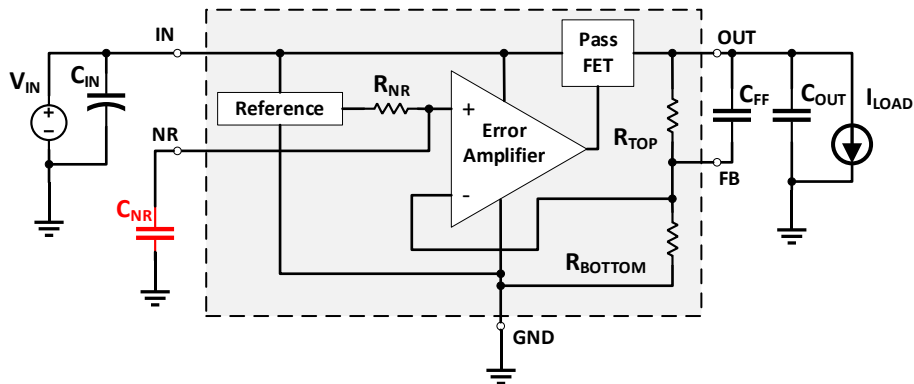 IN
Pass
FET
OUT
V_IN
C_IN
+
-
Reference
R_NR
+
Error
Amplifier
-
R_TOP
C_FF
C_OUT
I_LOAD
NR
FB
C_NR
R_BOTTOM
GND